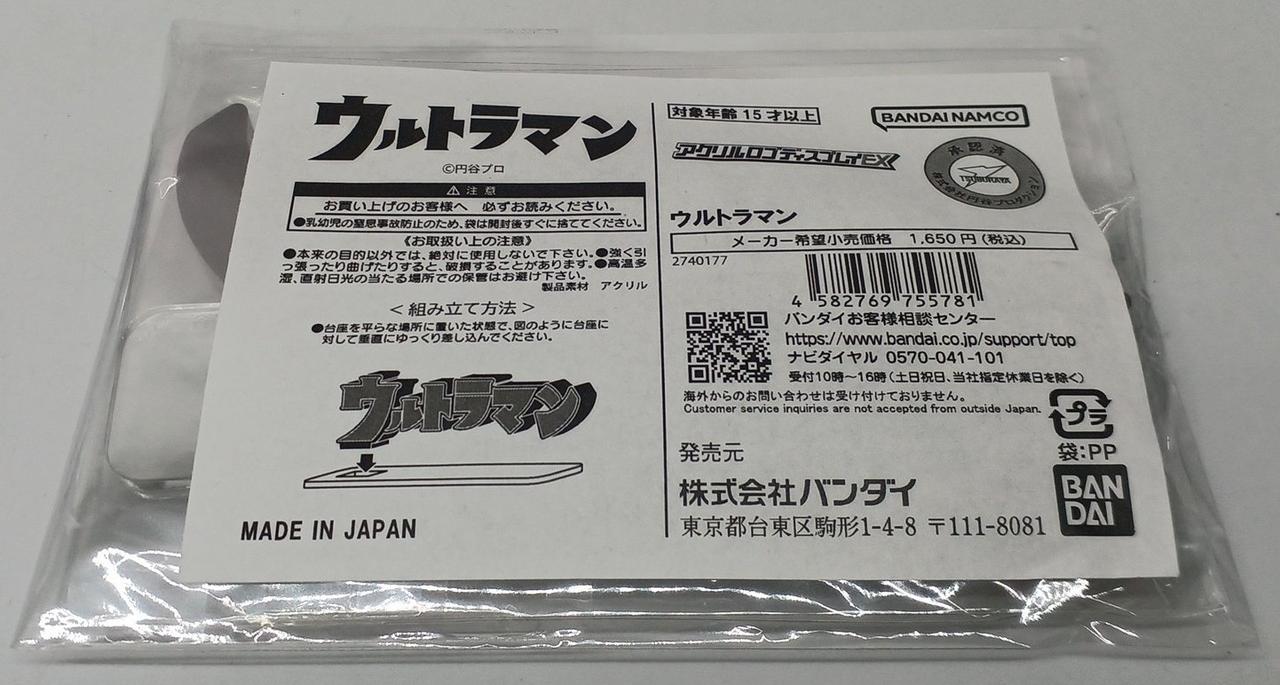 ウルトラマン
©円谷プロ
⚠ 注意
お買い上げのお客様へ 必ずお読みください。
●乳幼児の窒息事故防止のため、袋は開封後すぐに捨ててください。
《お取扱い上の注意》
●本来の目的以外では、絶対に使用しないで下さい。●強く引
っ張ったり曲げたりすると、破損することがあります。●高温多
湿、直射日光の当たる場所での保管はお避け下さい。
製品素材 アクリル
<組み立て方法>
●台座を平らな場所に置いた状態で、図のように台座に
対して垂直にゆっくり差し込んでください。
ウルトラマン
MADE IN JAPAN
対象年齢 15才以上
BANDAI NAMCO
アクリルロゴディスプレイEX
承認済
TSUBURAYA
株式会社円谷プロダクション
ウルトラマン
メーカー希望小売価格 1,650円(税込)
2740177
4 582769 755781
バンダイお客様相談センター
https://www.bandai.co.jp/support/top
ナビダイヤル 0570-041-101
受付10時～16時(土日祝日、当社指定休業日を除く)
海外からのお問い合わせは受け付けておりません。
Customer service inquiries are not accepted from outside Japan.
プラ
袋:PP
発売元
株式会社バンダイ
東京都台東区駒形1-4-8 〒111-8081
BAN
DAI